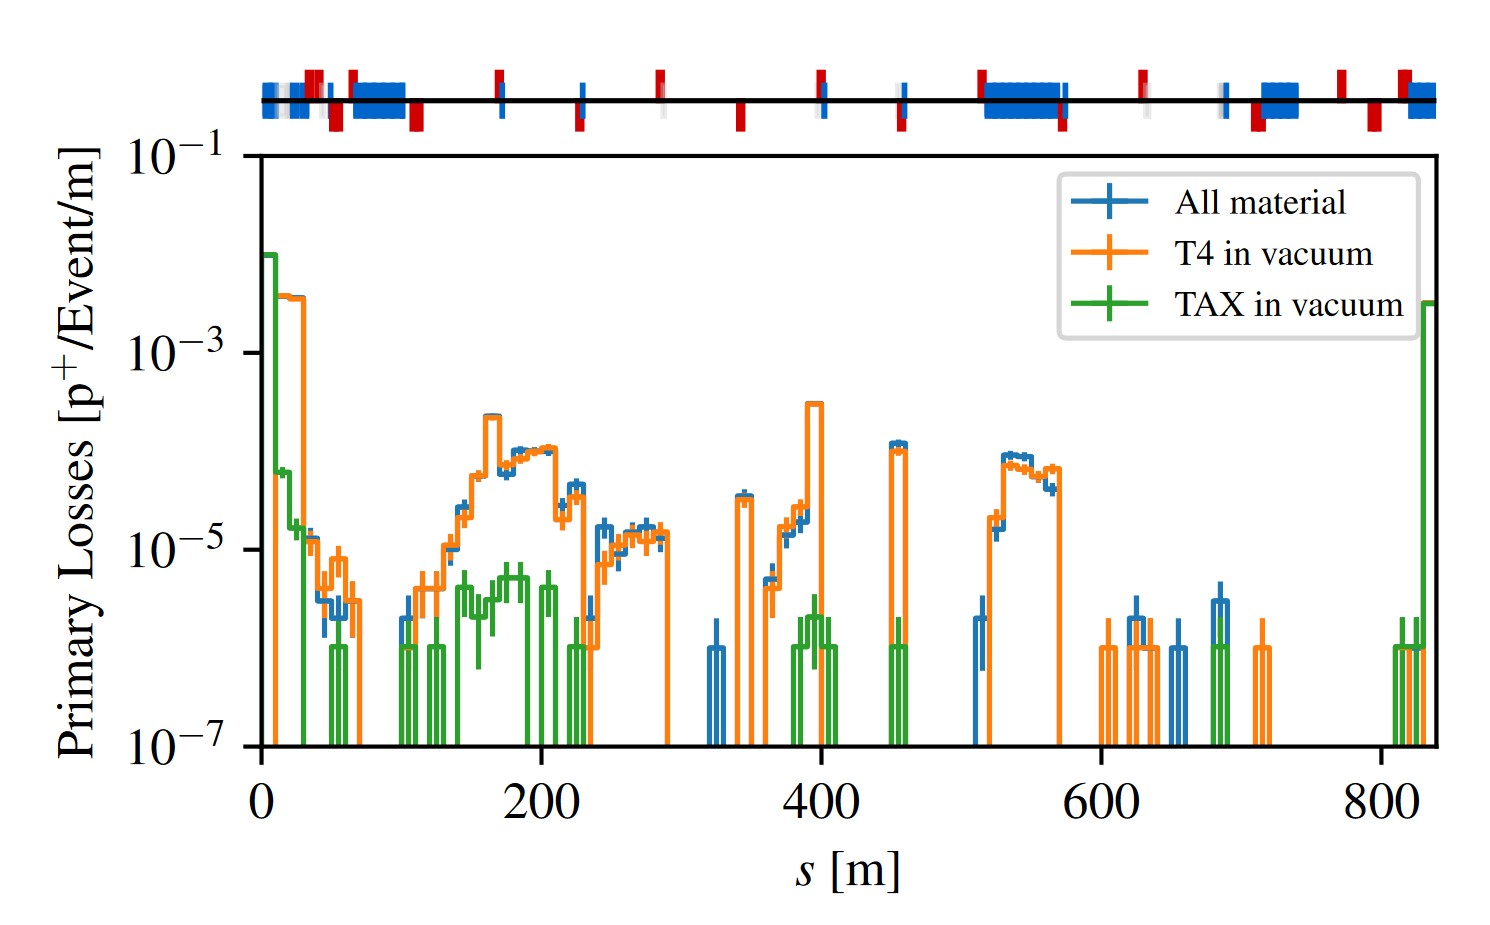 Primary Losses [p⁺/Event/m]
10⁻¹
10⁻³
10⁻⁵
10⁻⁷
All material
T4 in vacuum
TAX in vacuum
0 200 400 600 800
s [m]